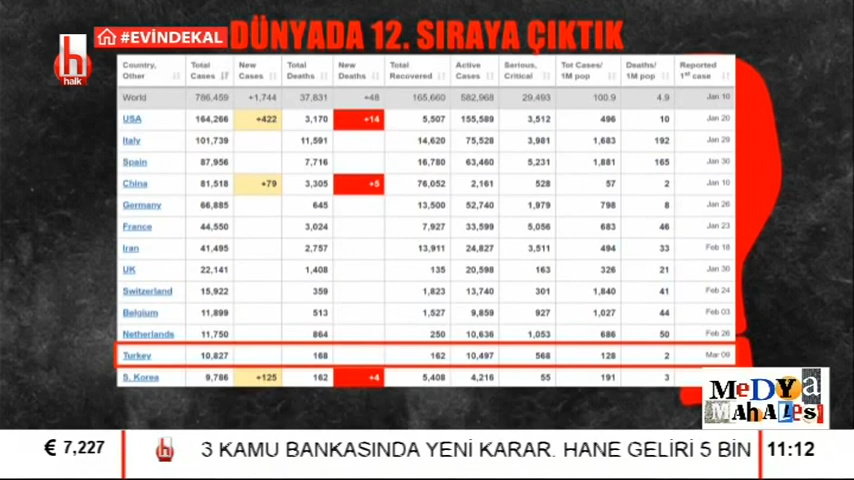 #EVİNDEKAL
DÜNYADA 12. SIRAYA ÇIKTIK
halk
Country, Other Total Cases New Cases Total Deaths New Deaths Total Recovered Active Cases Serious, Critical Tot Cases/ 1M pop Deaths/ 1M pop Reported 1st case
World 786,459 +1,744 37,831 +48 165,660 582,968 29,493 100.9 4.9 Jan 10
USA 164,266 +422 3,170 +14 5,507 155,589 3,512 496 10 Jan 20
Italy 101,739 11,591 14,620 75,528 3,981 1,683 192 Jan 29
Spain 87,956 7,716 16,780 63,460 5,231 1,881 165 Jan 30
China 81,518 +79 3,305 +5 76,052 2,161 528 57 2 Jan 10
Germany 66,885 645 13,500 52,740 1,979 798 8 Jan 26
France 44,550 3,024 7,927 33,599 5,056 683 46 Jan 23
Iran 41,495 2,757 13,911 24,827 3,511 494 33 Feb 18
UK 22,141 1,408 135 20,598 163 326 21 Jan 30
Switzerland 15,922 359 1,823 13,740 301 1,840 41 Feb 24
Belgium 11,899 513 1,527 9,859 927 1,027 44 Feb 03
Netherlands 11,750 864 250 10,636 1,053 686 50 Feb 26
Turkey 10,827 168 162 10,497 568 128 2 Mar 09
S. Korea 9,786 +125 162 +4 5,408 4,216 55 191 3
MeDYa
MaHALLesi
€ 7,227 3 KAMU BANKASINDA YENİ KARAR. HANE GELİRİ 5 BİN 11:12